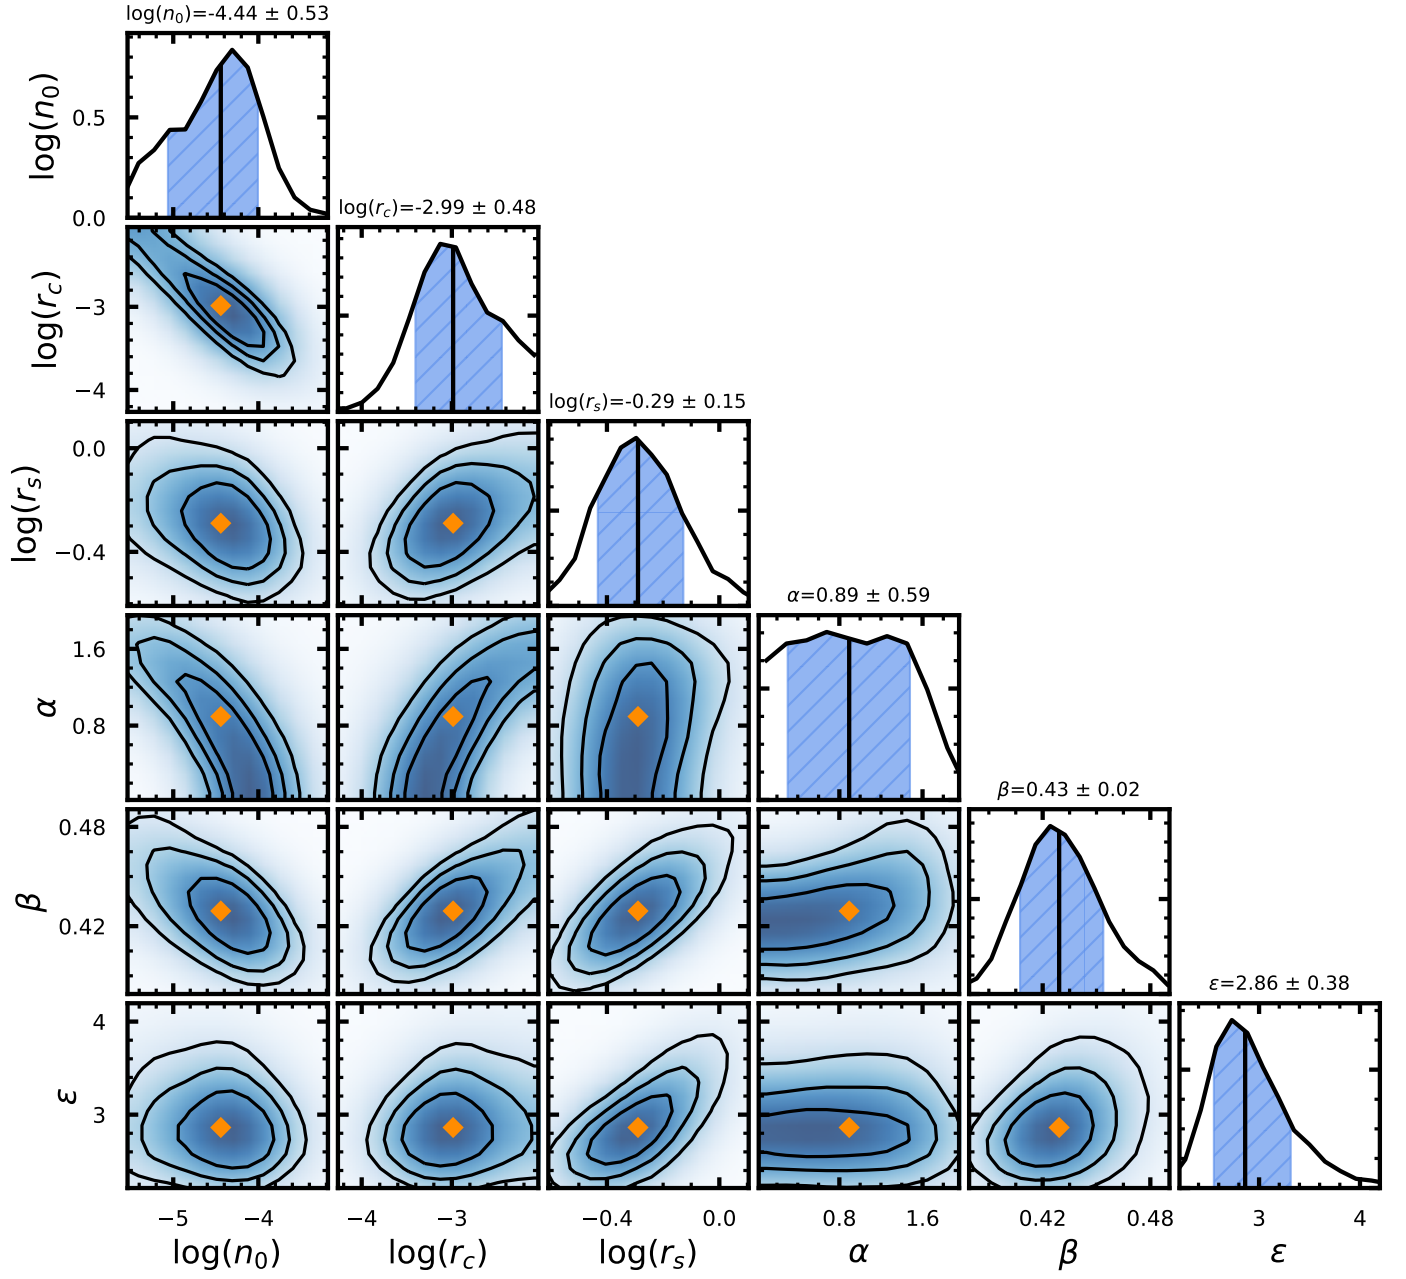 log(n₀)=-4.44 ± 0.53
log(n₀)
0.5
0.0
log(r_c)=-2.99 ± 0.48
log(r_c)
−3
−4
log(r_s)=-0.29 ± 0.15
log(r_s)
0.0
−0.4
α=0.89 ± 0.59
α
1.6
0.8
β=0.43 ± 0.02
β
0.48
0.42
ε=2.86 ± 0.38
ε
4
3
−5 −4 −4 −3 −0.4 0.0 0.8 1.6 0.42 0.48 3 4
log(n₀) log(r_c) log(r_s) α β ε